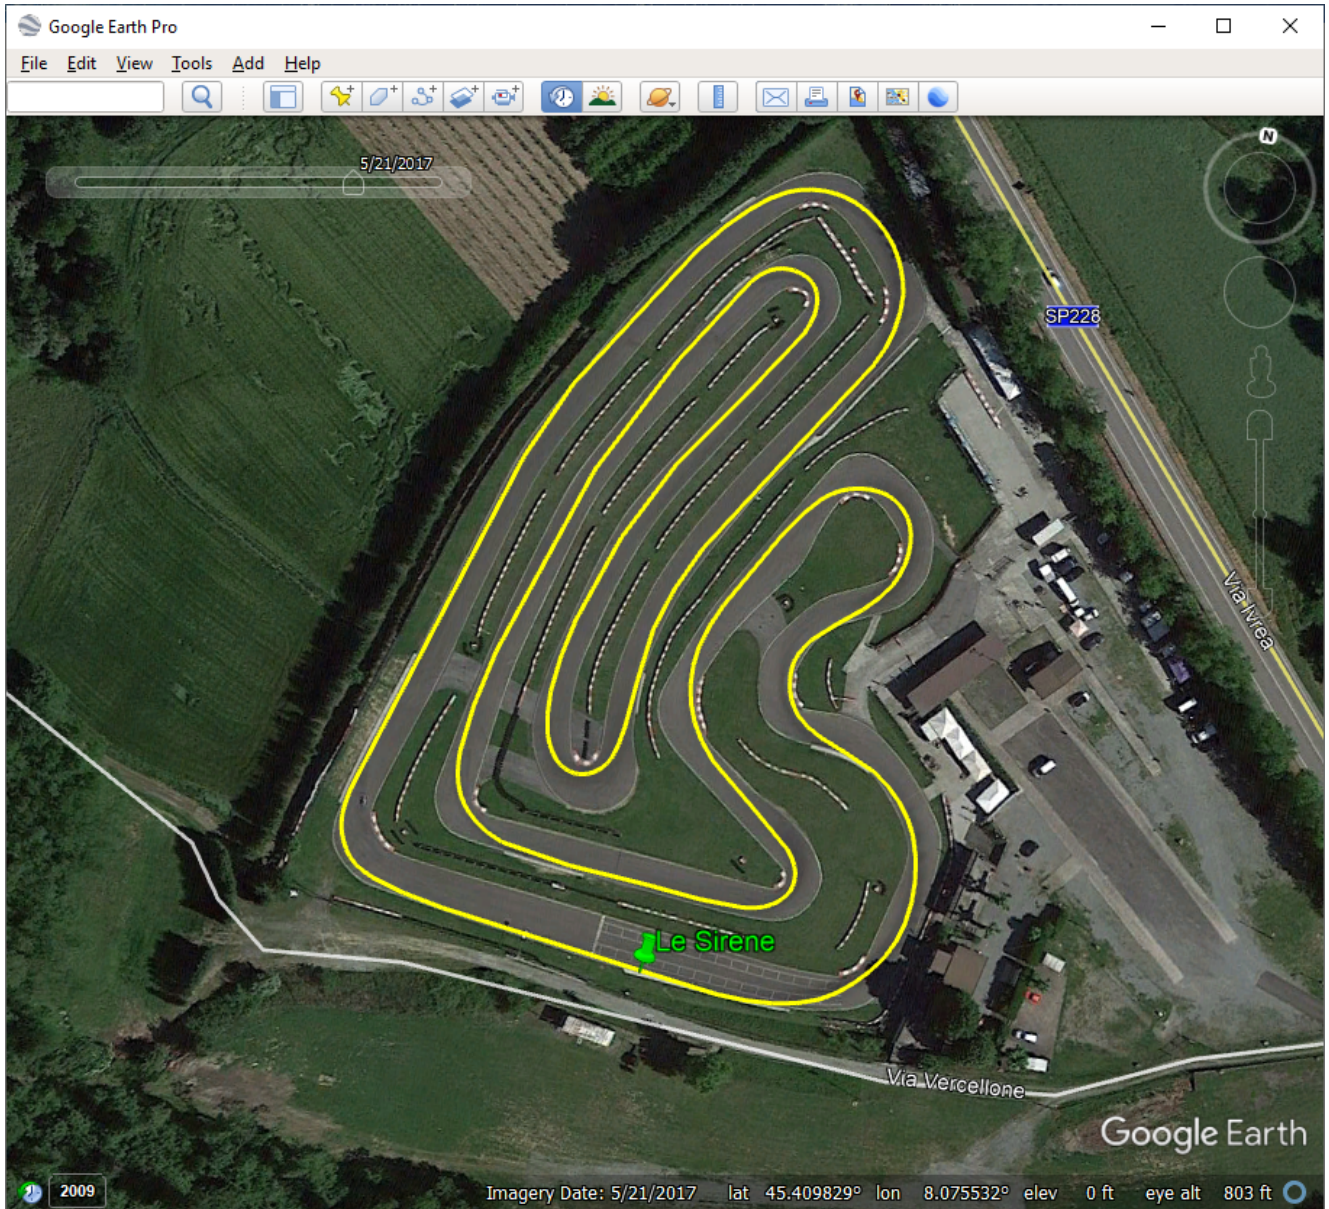 Google Earth Pro
File Edit View Tools Add Help
5/21/2017
N
SP228
Via Ivrea
Le Sirene
Via Vercellone
Google Earth
2009
Imagery Date: 5/21/2017 lat 45.409829° lon 8.075532° elev 0 ft eye alt 803 ft